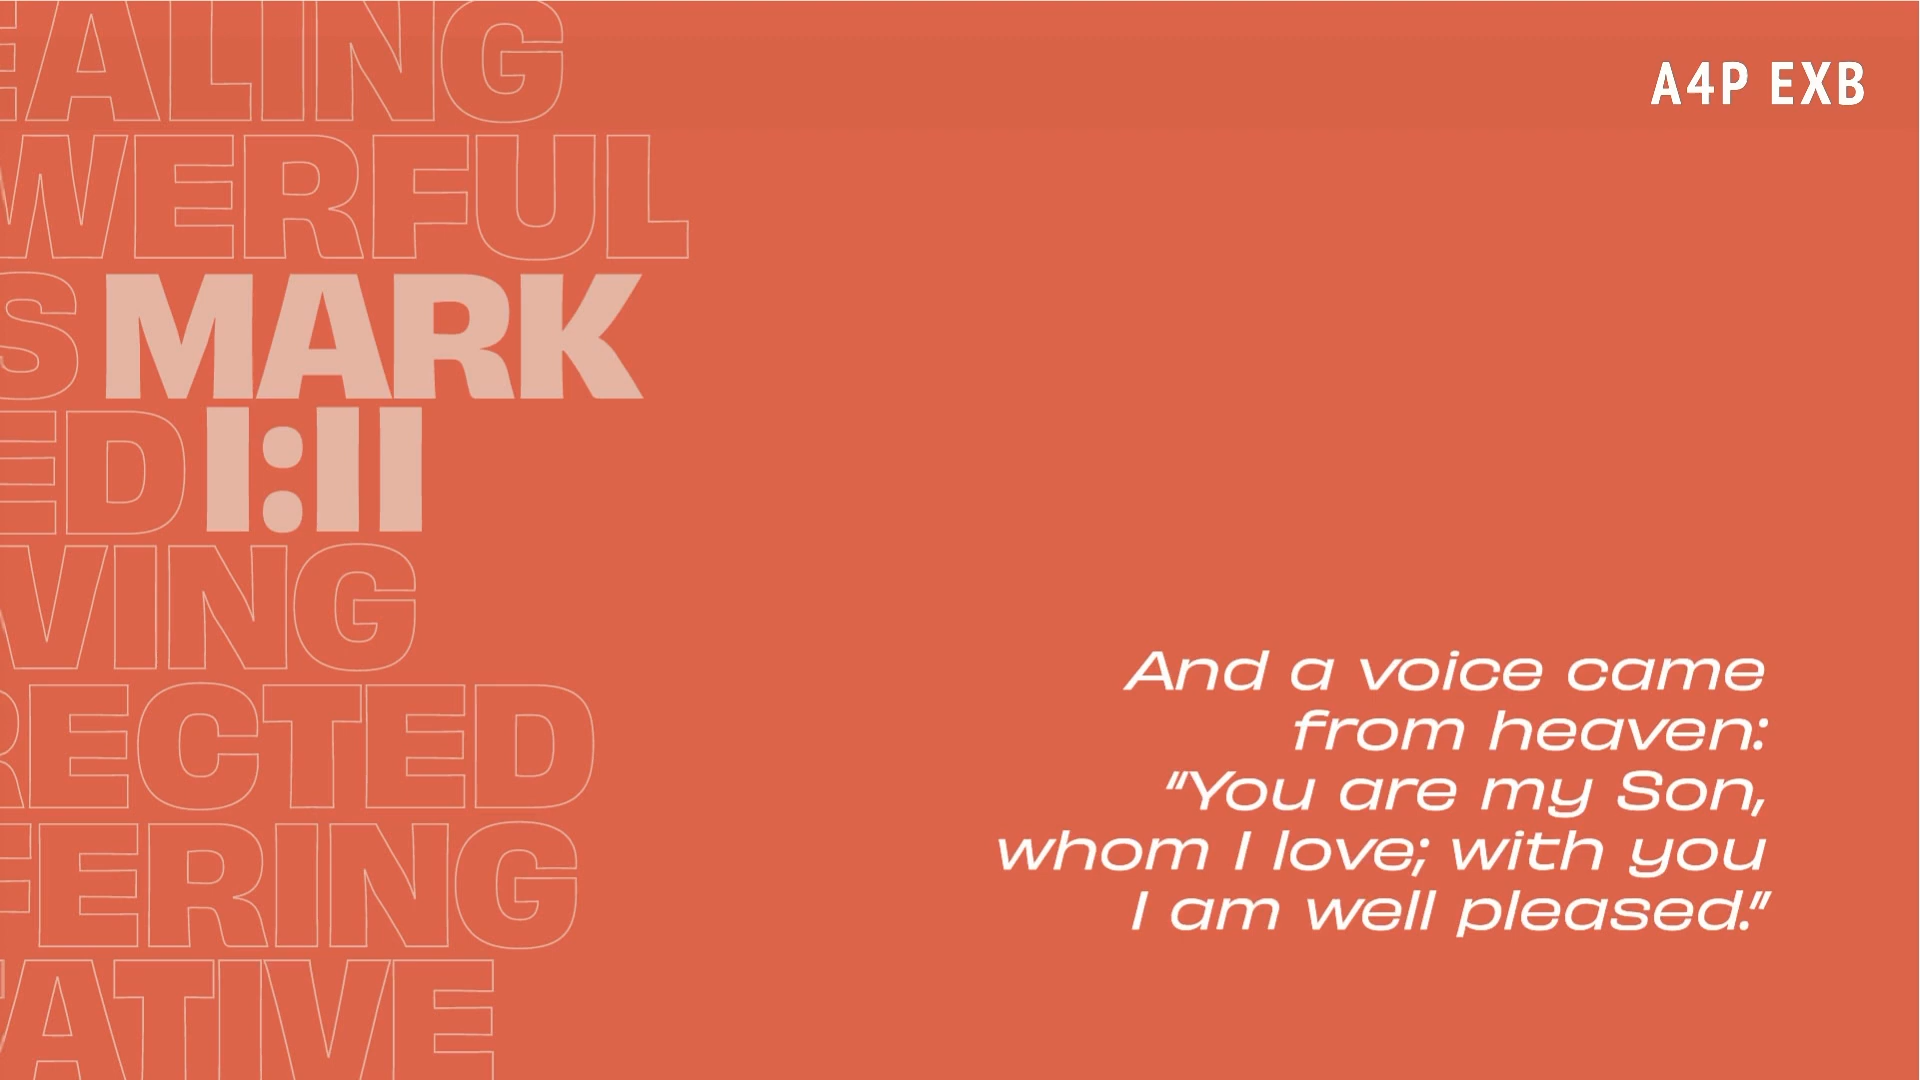 EALING
A4P EXB
WERFUL
S MARK
ED 1:11
VING
RECTED
FERING
ATIVE
And a voice came
from heaven:
"You are my Son,
whom I love; with you
I am well pleased."